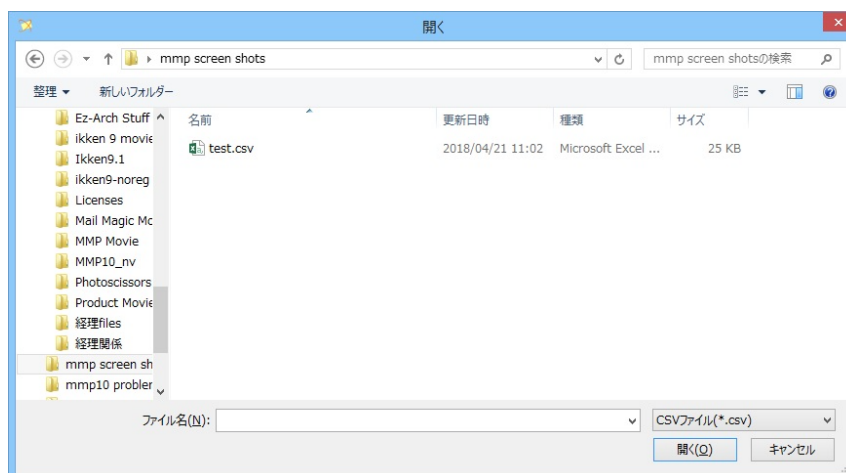 開く
mmp screen shots
mmp screen shotsの検索
整理
新しいフォルダー
名前
更新日時
種類
サイズ
test.csv
2018/04/21 11:02
Microsoft Excel ...
25 KB
Ez-Arch Stuff
ikken 9 movie
Ikken9.1
ikken9-noreg
Licenses
Mail Magic Mc
MMP Movie
MMP10_nv
Photoscissors
Product Movie
経理files
経理関係
mmp screen sh
mmp10 probler
ファイル名(N):
CSVファイル(*.csv)
開く(O)
キャンセル